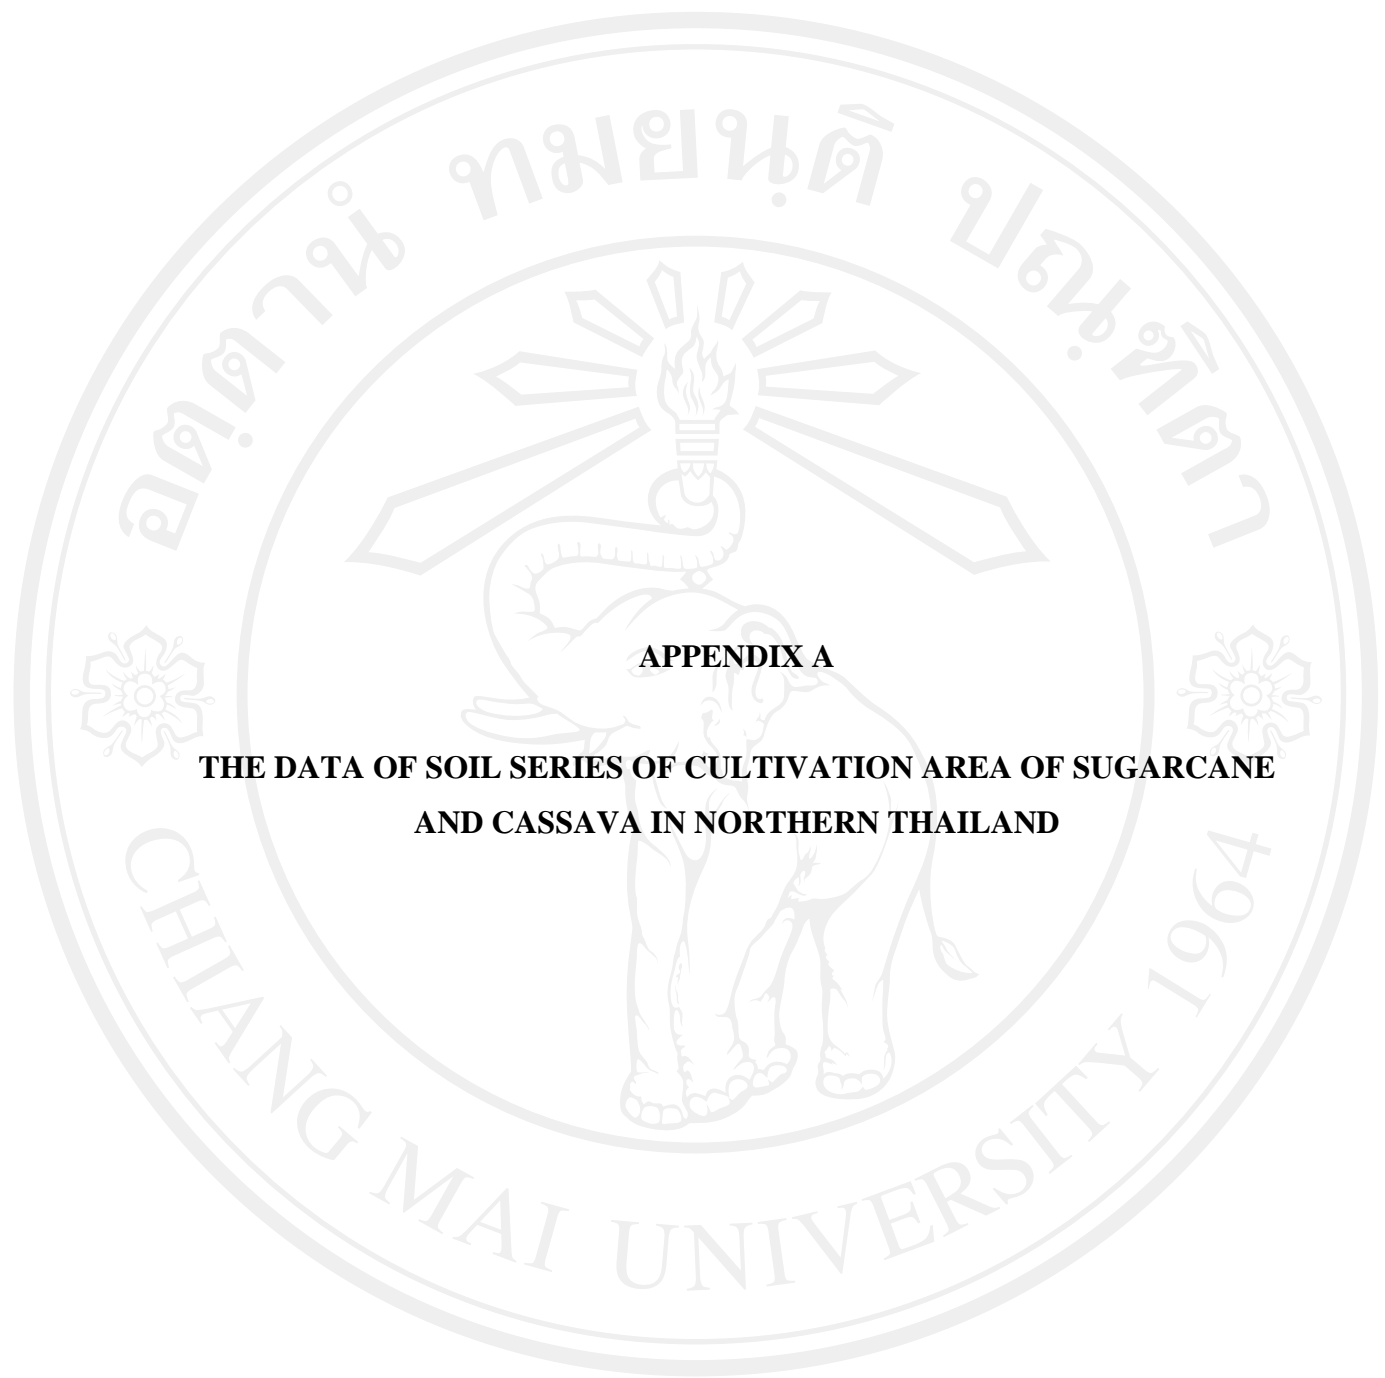 อตฺตานํ ทมยนฺติ ปณฺฑิตา
APPENDIX A
THE DATA OF SOIL SERIES OF CULTIVATION AREA OF SUGARCANE
AND CASSAVA IN NORTHERN THAILAND
CHIANG MAI UNIVERSITY 1964